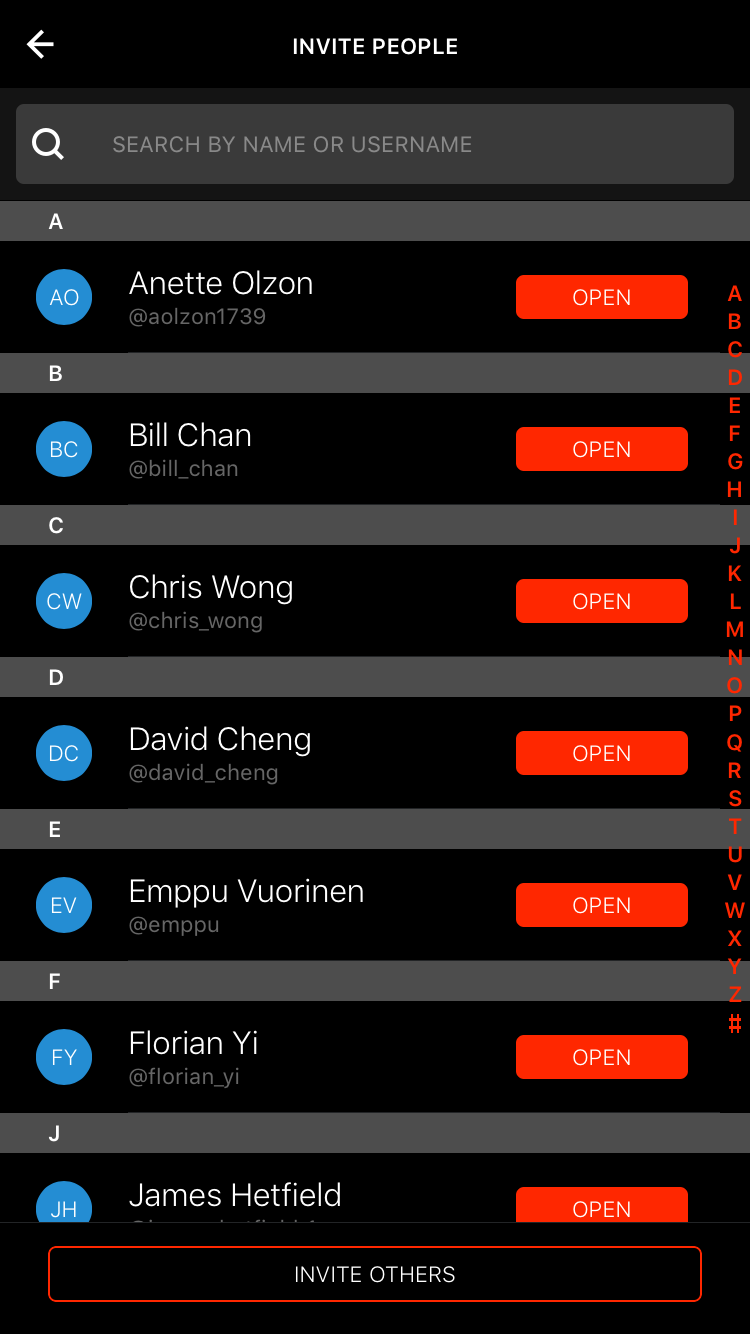 INVITE PEOPLE
SEARCH BY NAME OR USERNAME
A
AO
Anette Olzon
@aolzon1739
OPEN
B
BC
Bill Chan
@bill_chan
OPEN
C
CW
Chris Wong
@chris_wong
OPEN
D
DC
David Cheng
@david_cheng
OPEN
E
EV
Emppu Vuorinen
@emppu
OPEN
F
FY
Florian Yi
@florian_yi
OPEN
J
JH
James Hetfield
OPEN
A
B
C
D
E
F
G
H
I
J
K
L
M
N
O
P
Q
R
S
T
U
V
W
X
Y
Z
#
INVITE OTHERS